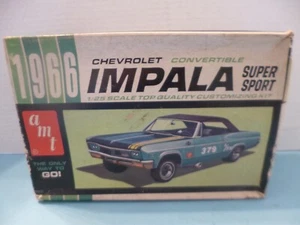 1966
CHEVROLET CONVERTIBLE
IMPALA
SUPER
SPORT
1/25 SCALE TOP QUALITY CUSTOMIZING KIT
amt
THE ONLY
WAY TO
GO!
379